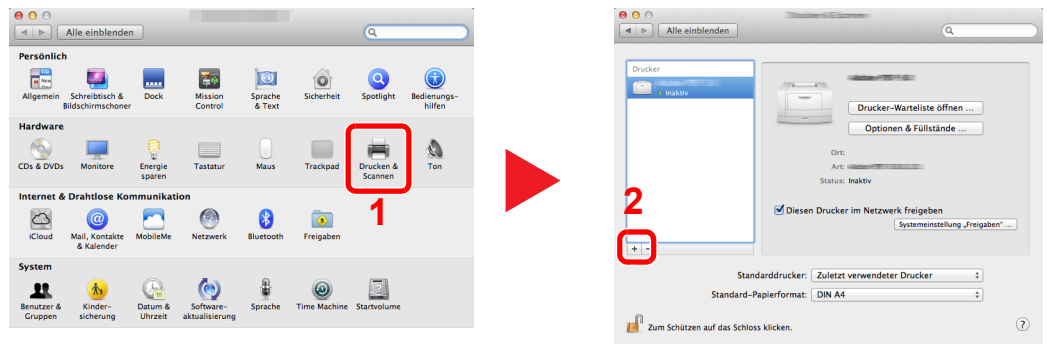 Alle einblenden
Persönlich
Allgemein
Schreibtisch &
Bildschirmschoner
Dock
Mission
Control
Sprache
& Text
Sicherheit
Spotlight
Bedienungs-
hilfen
Hardware
CDs & DVDs
Monitore
Energie
sparen
Tastatur
Maus
Trackpad
Drucken &
Scannen
Ton
1
Internet & Drahtlose Kommunikation
iCloud
Mail, Kontakte
& Kalender
MobileMe
Netzwerk
Bluetooth
Freigaben
System
Benutzer &
Gruppen
Kinder-
sicherung
Datum &
Uhrzeit
Software-
aktualisierung
Sprache
Time Machine
Startvolume
Alle einblenden
Drucker
Inaktiv
Drucker-Warteliste öffnen ...
Optionen & Füllstände ...
Ort:
Art:
Status: Inaktiv
2
Diesen Drucker im Netzwerk freigeben
Systemeinstellung „Freigaben“ ...
+ -
Standarddrucker: Zuletzt verwendeter Drucker
Standard-Papierformat: DIN A4
Zum Schützen auf das Schloss klicken.
?